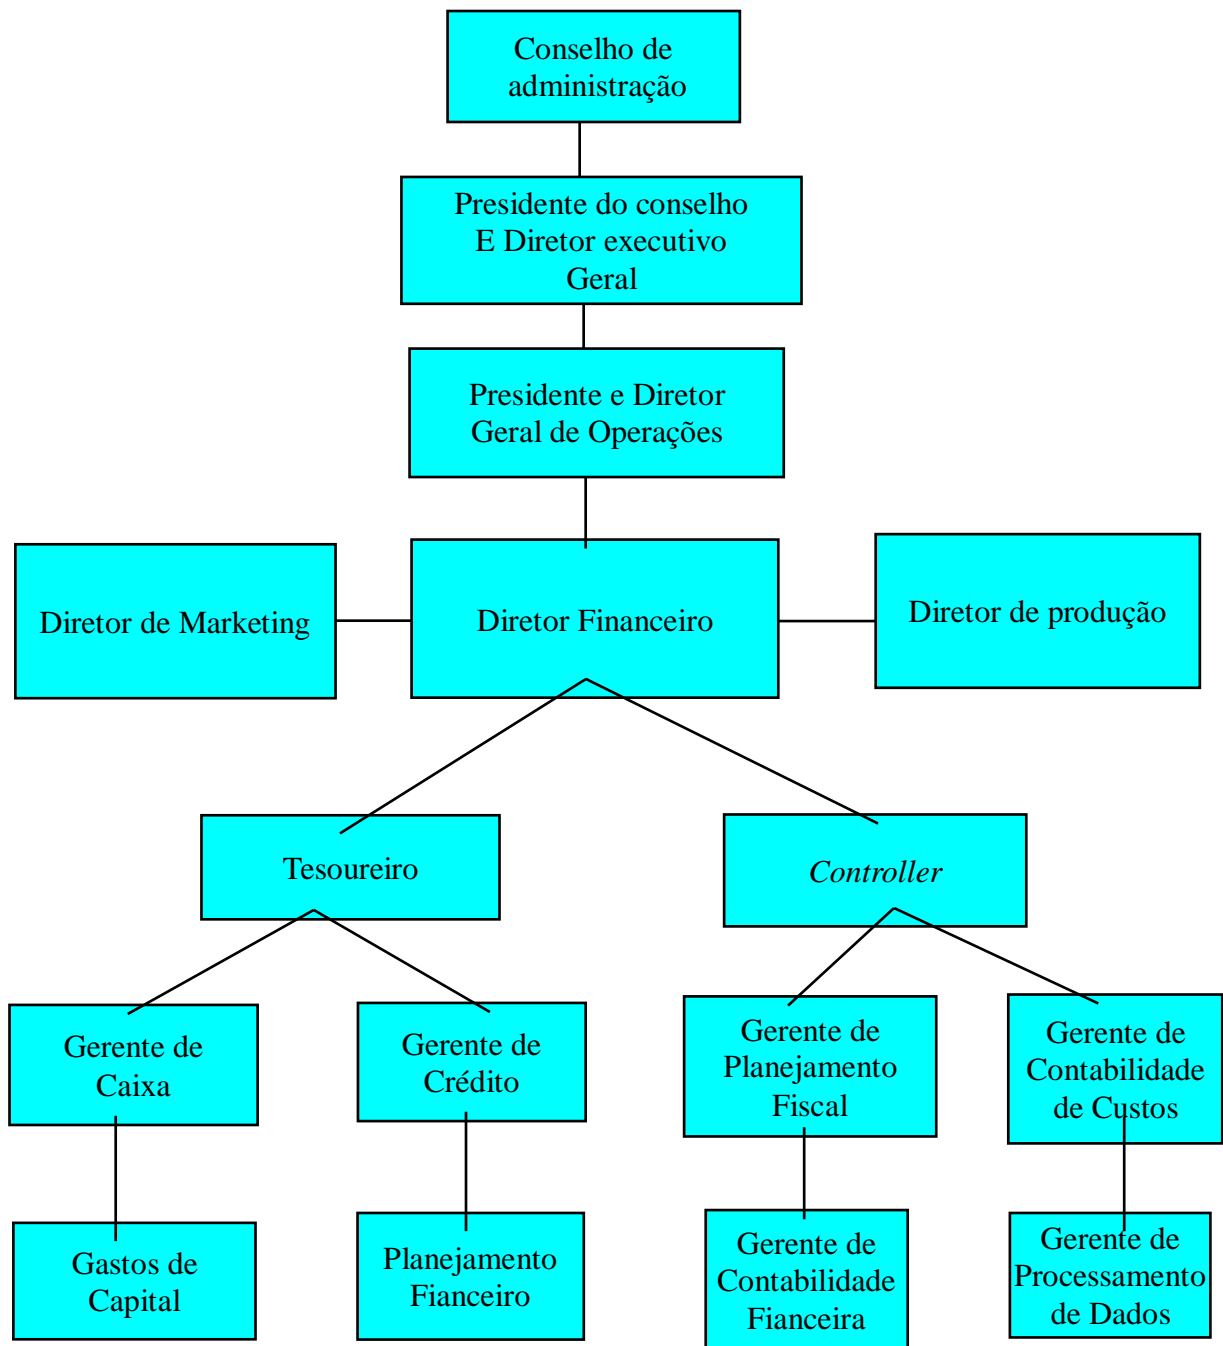 Conselho de
administração
Presidente do conselho
E Diretor executivo
Geral
Presidente e Diretor
Geral de Operações
Diretor de Marketing
Diretor Financeiro
Diretor de produção
Tesoureiro
Controller
Gerente de
Caixa
Gerente de
Crédito
Gerente de
Planejamento
Fiscal
Gerente de
Contabilidade
de Custos
Gastos de
Capital
Planejamento
Fianceiro
Gerente de
Contabilidade
Fianceira
Gerente de
Processamento
de Dados